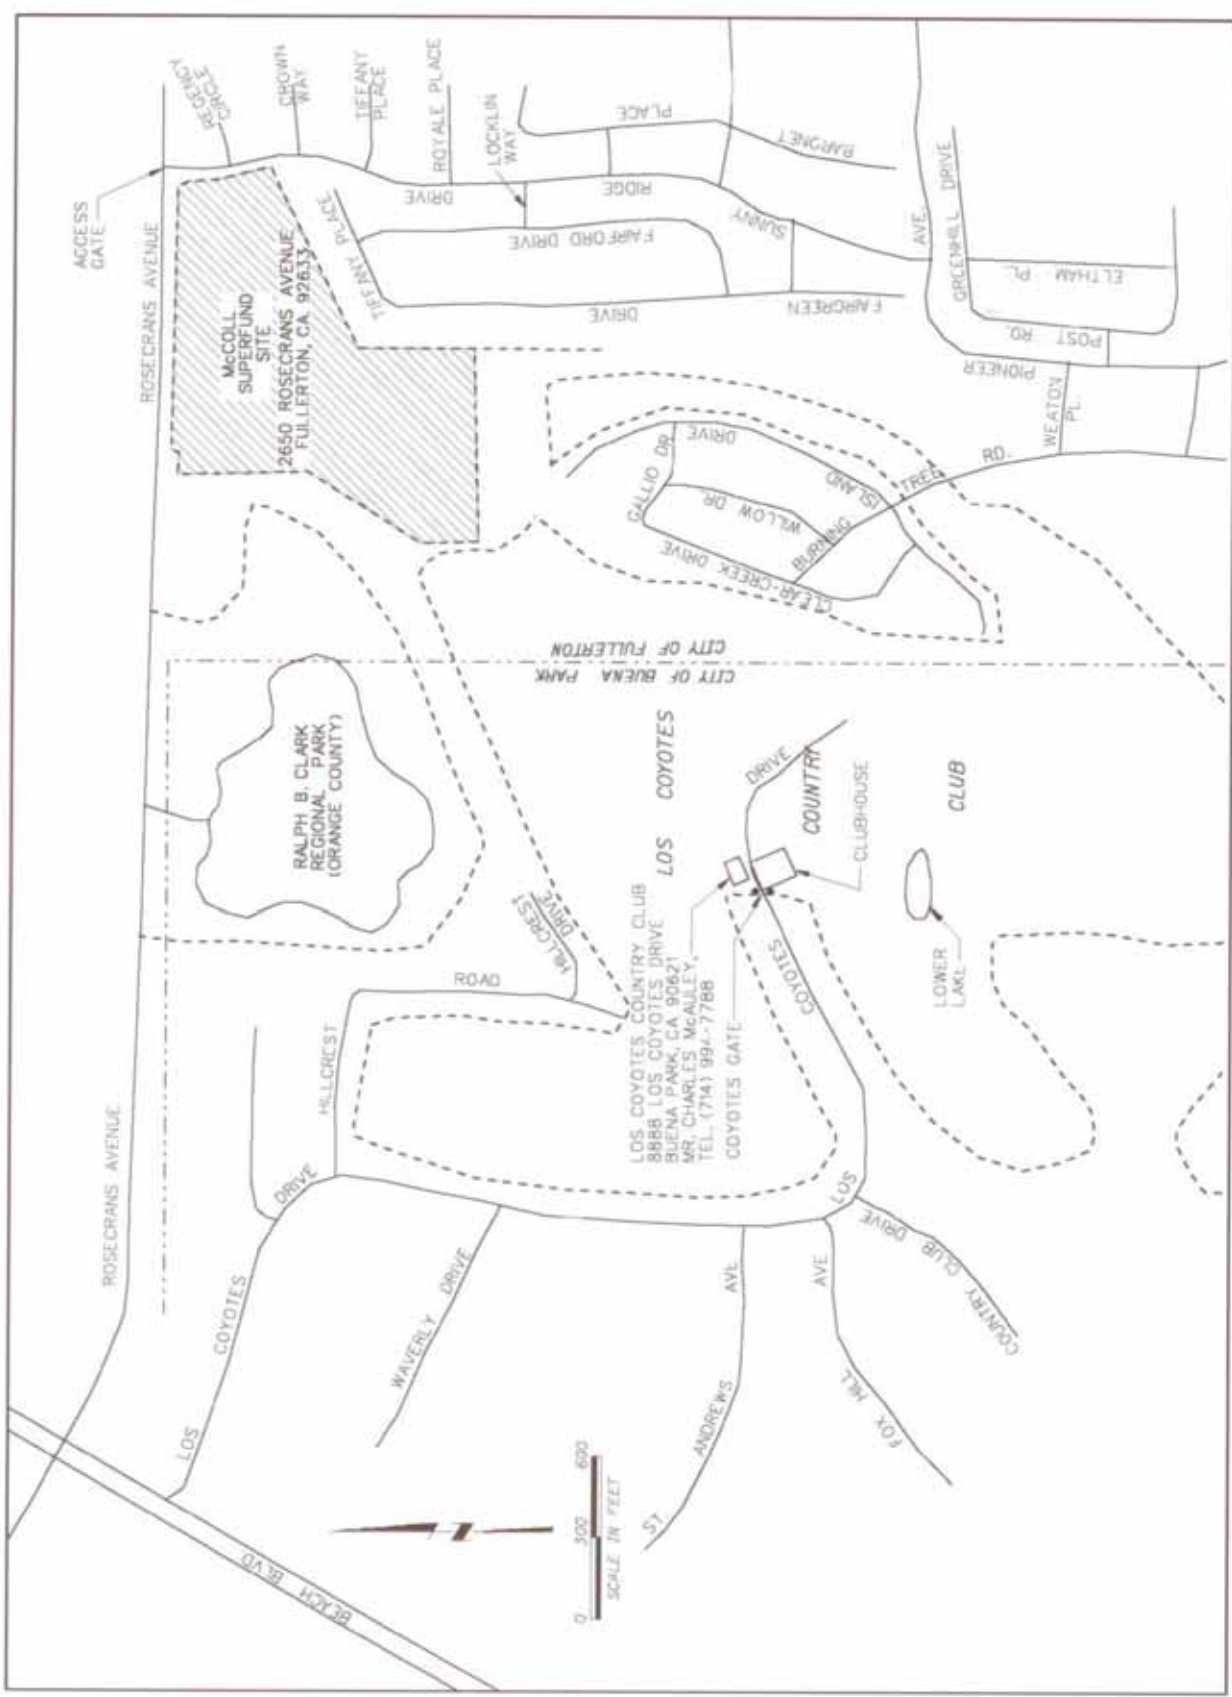 ROSECRANS AVENUE
ROSECRANS AVENUE
ACCESS
GATE
REGENCY
CIRCLE
CROWN
WAY
TIFFANY
PLACE
ROYALE PLACE
LOCKLIN
WAY
McCOLL
SUPERFUND
SITE
2650 ROSECRANS AVENUE
FULLERTON, CA. 92633
TIFFANY PLACE
DRIVE
RIDGE
SUNNY
PLACE
BARONET
FAIRFORD DRIVE
DRIVE
FAIRGREEN
AVE.
GREENHILL DRIVE
ELTHAM PL.
POST
RD.
PIONEER
WEATON
PL.
GALLIO DR
DRIVE
ISLAND
WILLOW DR.
CLEAR-CREEK DRIVE
BURNING TREE RD.
CITY OF FULLERTON
CITY OF BUENA PARK
RALPH B. CLARK
REGIONAL PARK
(ORANGE COUNTY)
LOS COYOTES
COUNTRY
CLUB
DRIVE
CLUBHOUSE
LOWER
LAKE
HILLCREST
DRIVE
ROAD
HILLCREST
LOS COYOTES COUNTRY CLUB
8888 LOS COYOTES DRIVE
BUENA PARK, CA 90621
MR. CHARLES McAULEY,
TEL. (714) 994-7788
COYOTES GATE
COYOTES
LOS
DRIVE
COYOTES
LOS
WAVERLY DRIVE
ST. ANDREWS AVE
FOX HILL AVE
COUNTRY CLUB DRIVE
BEACH BLVD.
0 300 600
SCALE IN FEET